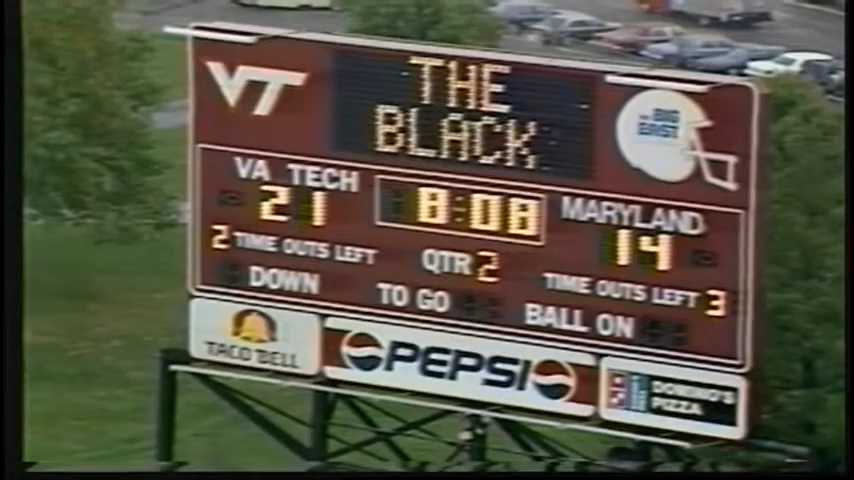 VT
THE
BLACK
BIG
EAST
VA TECH
21
8:08
MARYLAND
14
2 TIME OUTS LEFT
QTR 2
TIME OUTS LEFT 3
DOWN
TO GO
BALL ON
TACO BELL
PEPSI
DOMINO'S
PIZZA